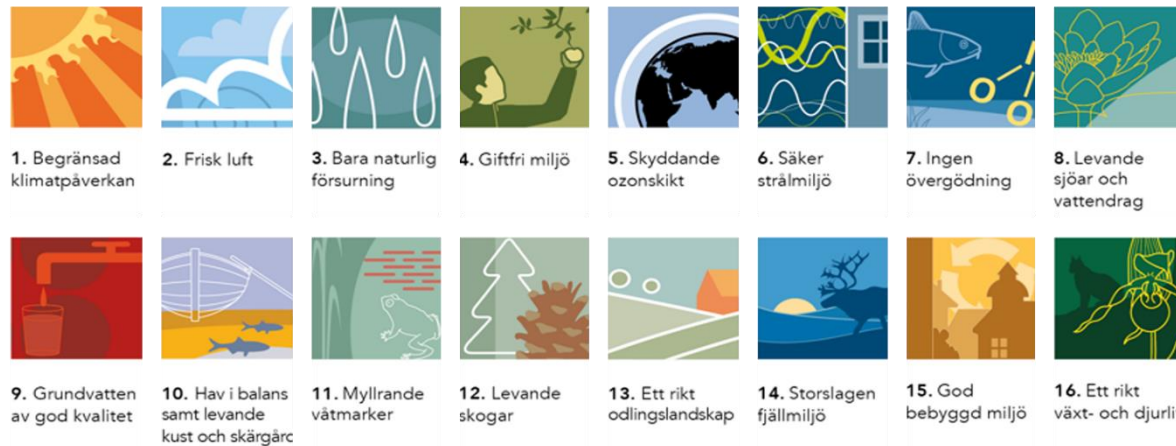 1. Begränsad
klimatpåverkan
2. Frisk luft
3. Bara naturlig
försurning
4. Giftfri miljö
5. Skyddande
ozonskikt
6. Säker
strålmiljö
7. Ingen
övergödning
8. Levande
sjöar och
vattendrag
9. Grundvatten
av god kvalitet
10. Hav i balans
samt levande
kust och skärgård
11. Myllrande
våtmarker
12. Levande
skogar
13. Ett rikt
odlingslandskap
14. Storslagen
fjällmiljö
15. God
bebyggd miljö
16. Ett rikt
växt- och djurli